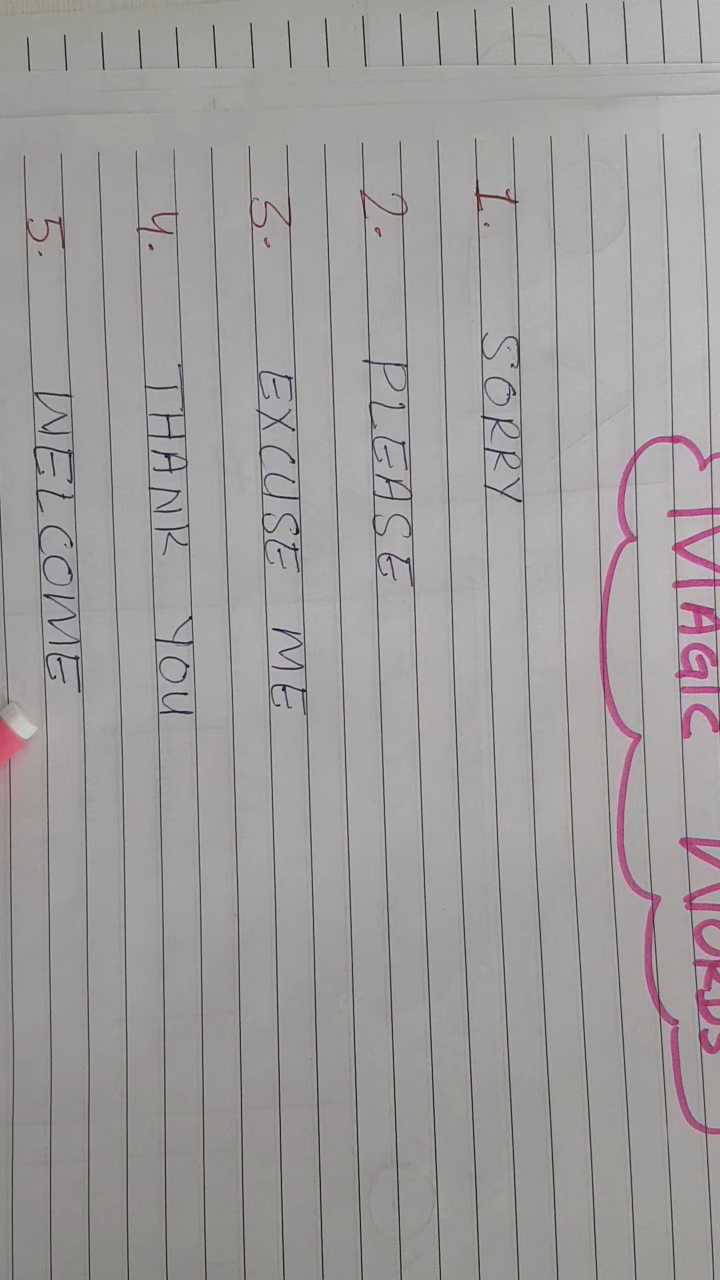 MAGIC WORDS
1. SORRY
2. PLEASE
3. EXCUSE ME
4. THANK YOU
5. WELCOME